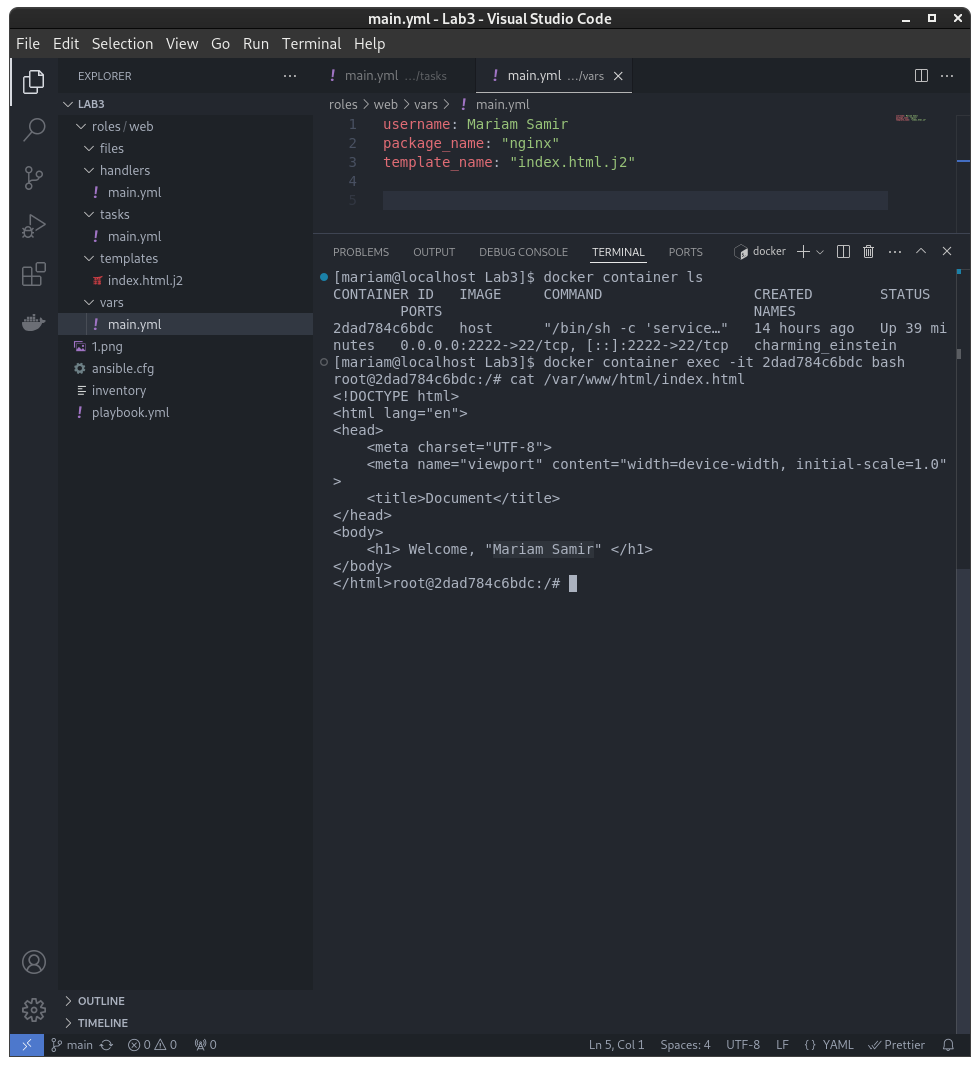 main.yml - Lab3 - Visual Studio Code
File Edit Selection View Go Run Terminal Help
EXPLORER
LAB3
roles/web
files
handlers
main.yml
tasks
main.yml
templates
index.html.j2
vars
main.yml
1.png
ansible.cfg
inventory
playbook.yml
OUTLINE
TIMELINE
main.yml .../tasks
main.yml .../vars
roles > web > vars > ! main.yml
1 username: Mariam Samir
2 package_name: "nginx"
3 template_name: "index.html.j2"
4
5
PROBLEMS OUTPUT DEBUG CONSOLE TERMINAL PORTS docker
[mariam@localhost Lab3]$ docker container ls
CONTAINER ID   IMAGE     COMMAND                  CREATED        STATUS
        PORTS                                     NAMES
2dad784c6bdc   host      "/bin/sh -c 'service…"   14 hours ago   Up 39 mi
nutes   0.0.0.0:2222->22/tcp, [::]:2222->22/tcp   charming_einstein
[mariam@localhost Lab3]$ docker container exec -it 2dad784c6bdc bash
root@2dad784c6bdc:/# cat /var/www/html/index.html
<!DOCTYPE html>
<html lang="en">
<head>
    <meta charset="UTF-8">
    <meta name="viewport" content="width=device-width, initial-scale=1.0"
>
    <title>Document</title>
</head>
<body>
    <h1> Welcome, "Mariam Samir" </h1>
</body>
</html>root@2dad784c6bdc:/#
main 0 0 0 Ln 5, Col 1 Spaces: 4 UTF-8 LF {} YAML Prettier